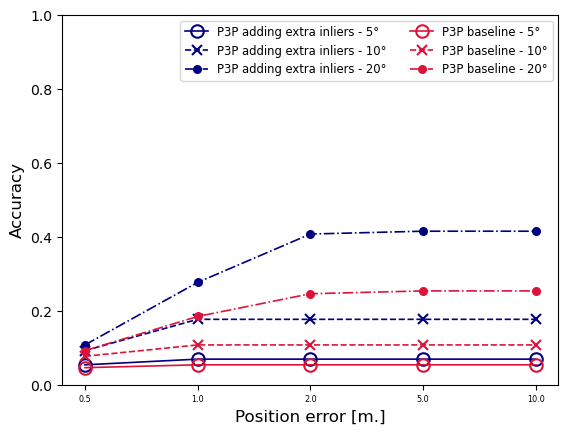 P3P adding extra inliers - 5°
P3P adding extra inliers - 10°
P3P adding extra inliers - 20°
P3P baseline - 5°
P3P baseline - 10°
P3P baseline - 20°
1.0
0.8
0.6
0.4
0.2
0.0
Accuracy
0.5 1.0 2.0 5.0 10.0
Position error [m.]